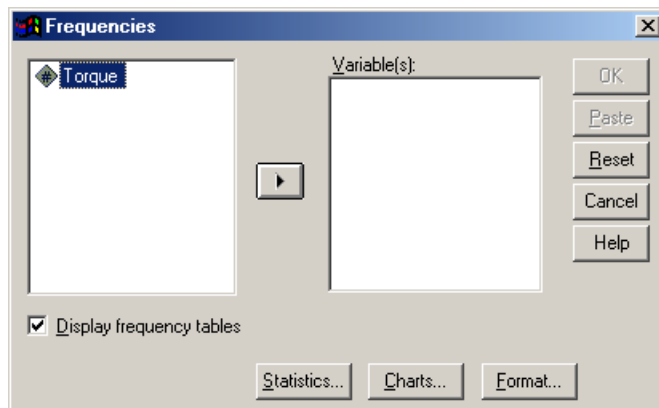 Frequencies
# Torque
Variable(s):
OK
Paste
Reset
Cancel
Help
Display frequency tables
Statistics...
Charts...
Format...